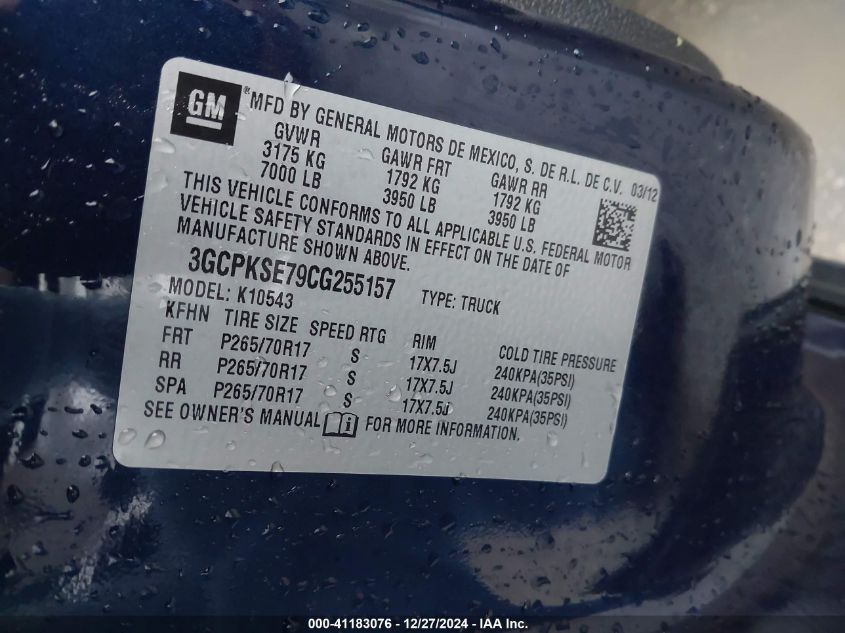 GM
MFD BY GENERAL MOTORS DE MEXICO, S. DE R.L. DE C.V. 03/12
GVWR GAWR FRT GAWR RR
3175 KG 1792 KG 1792 KG
7000 LB 3950 LB 3950 LB
THIS VEHICLE CONFORMS TO ALL APPLICABLE U.S. FEDERAL MOTOR
VEHICLE SAFETY STANDARDS IN EFFECT ON THE DATE OF
MANUFACTURE SHOWN ABOVE.
3GCPKSE79CG255157 TYPE: TRUCK
MODEL: K10543
KFHN TIRE SIZE SPEED RTG RIM COLD TIRE PRESSURE
FRT P265/70R17 S 17X7.5J 240KPA(35PSI)
RR P265/70R17 S 17X7.5J 240KPA(35PSI)
SPA P265/70R17 S 17X7.5J 240KPA(35PSI)
SEE OWNER'S MANUAL FOR MORE INFORMATION.
000-41183076 / 12/27/2024 - IAA Inc.